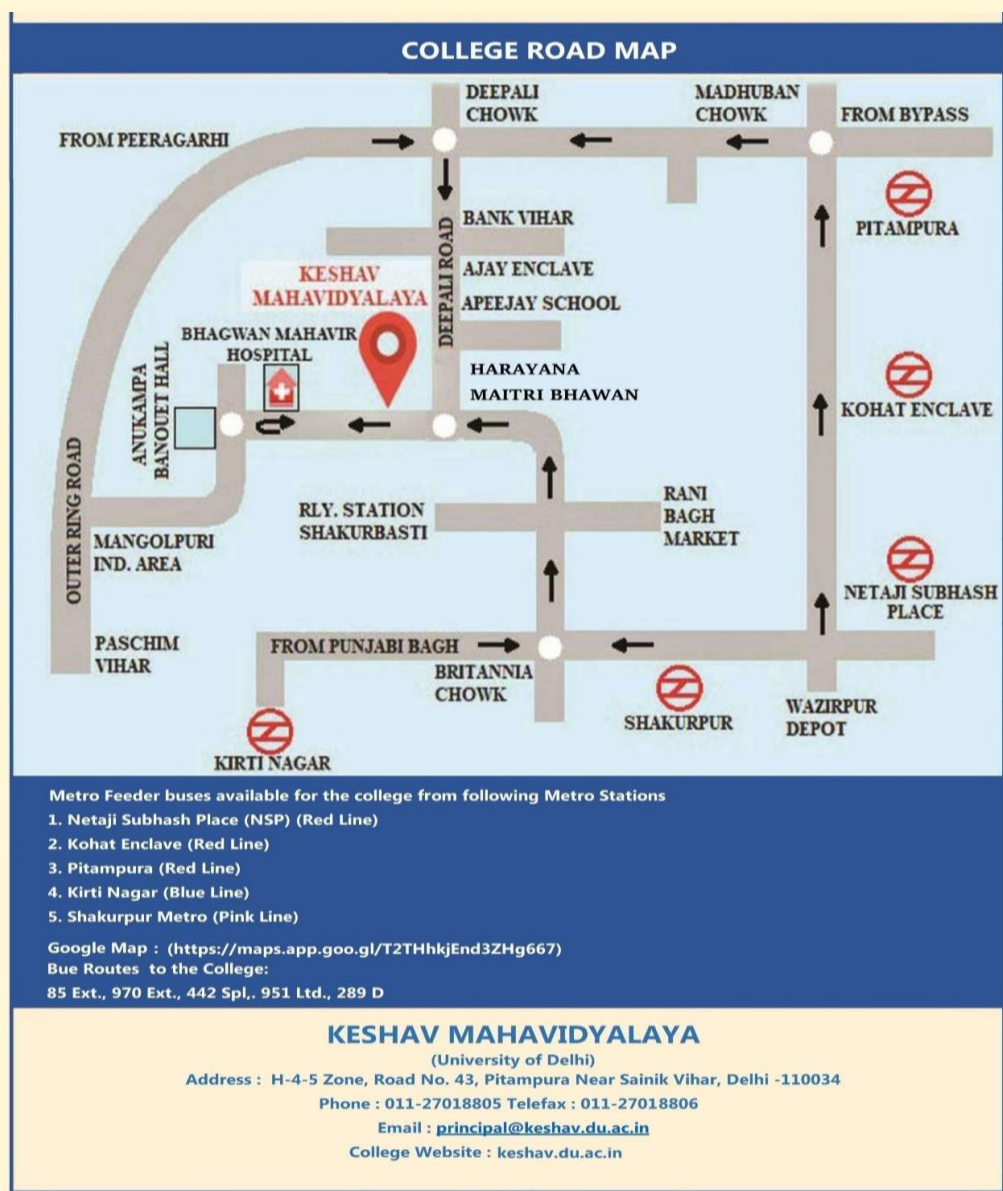 COLLEGE ROAD MAP
DEEPALI
CHOWK
MADHUBAN
CHOWK
FROM BYPASS
FROM PEERAGARHI
PITAMPURA
BANK VIHAR
DEEPALI ROAD
AJAY ENCLAVE
KESHAV
MAHAVIDYALAYA
APEEJAY SCHOOL
BHAGWAN MAHAVIR
HOSPITAL
HARAYANA
MAITRI BHAWAN
KOHAT ENCLAVE
ANUKAMPA
BANOUET HALL
OUTER RING ROAD
RLY. STATION
SHAKURBASTI
RANI
BAGH
MARKET
MANGOLPURI
IND. AREA
NETAJI SUBHASH
PLACE
PASCHIM
VIHAR
FROM PUNJABI BAGH
BRITANNIA
CHOWK
SHAKURPUR
WAZIRPUR
DEPOT
KIRTI NAGAR
Metro Feeder buses available for the college from following Metro Stations
1. Netaji Subhash Place (NSP) (Red Line)
2. Kohat Enclave (Red Line)
3. Pitampura (Red Line)
4. Kirti Nagar (Blue Line)
5. Shakurpur Metro (Pink Line)
Google Map : (https://maps.app.goo.gl/T2THhkjEnd3ZHg667)
Bue Routes to the College:
85 Ext., 970 Ext., 442 Spl,. 951 Ltd., 289 D
KESHAV MAHAVIDYALAYA
(University of Delhi)
Address : H-4-5 Zone, Road No. 43, Pitampura Near Sainik Vihar, Delhi -110034
Phone : 011-27018805 Telefax : 011-27018806
Email : principal@keshav.du.ac.in
College Website : keshav.du.ac.in